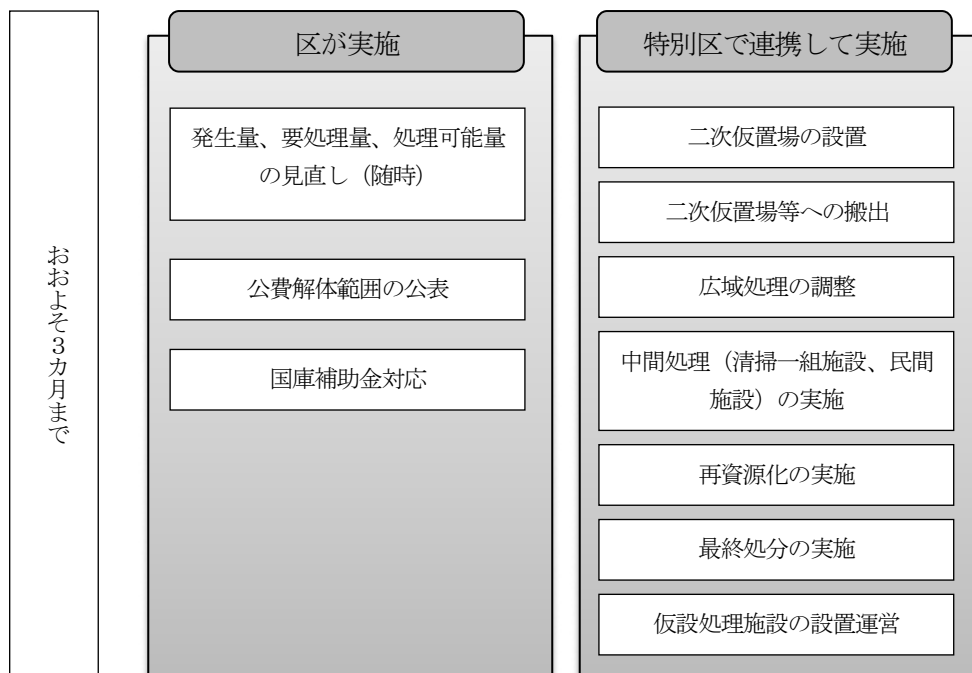 おおよそ３カ月まで
区が実施
発生量、要処理量、処理可能量
の見直し（随時）
公費解体範囲の公表
国庫補助金対応
特別区で連携して実施
二次仮置場の設置
二次仮置場等への搬出
広域処理の調整
中間処理（清掃一組施設、民間
施設）の実施
再資源化の実施
最終処分の実施
仮設処理施設の設置運営